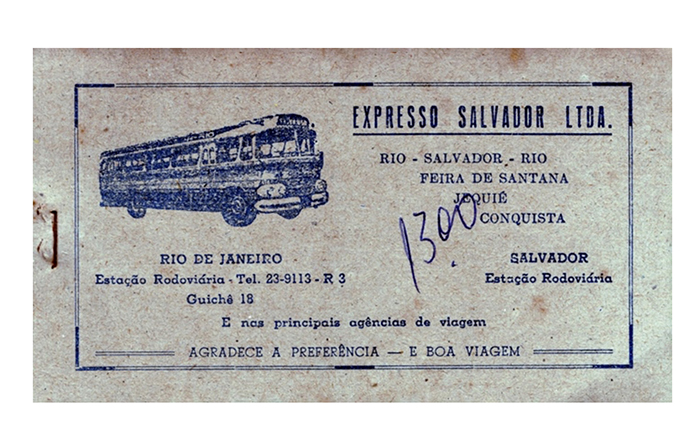 EXPRESSO SALVADOR LTDA.
RIO - SALVADOR - RIO
FEIRA DE SANTANA
JEQUIÉ
CONQUISTA
1300
RIO DE JANEIRO
Estação Rodoviária - Tel. 23-9113 - R 3
Guichê 18
SALVADOR
Estação Rodoviária
E nas principais agências de viagem
AGRADECE A PREFERÊNCIA — E BOA VIAGEM